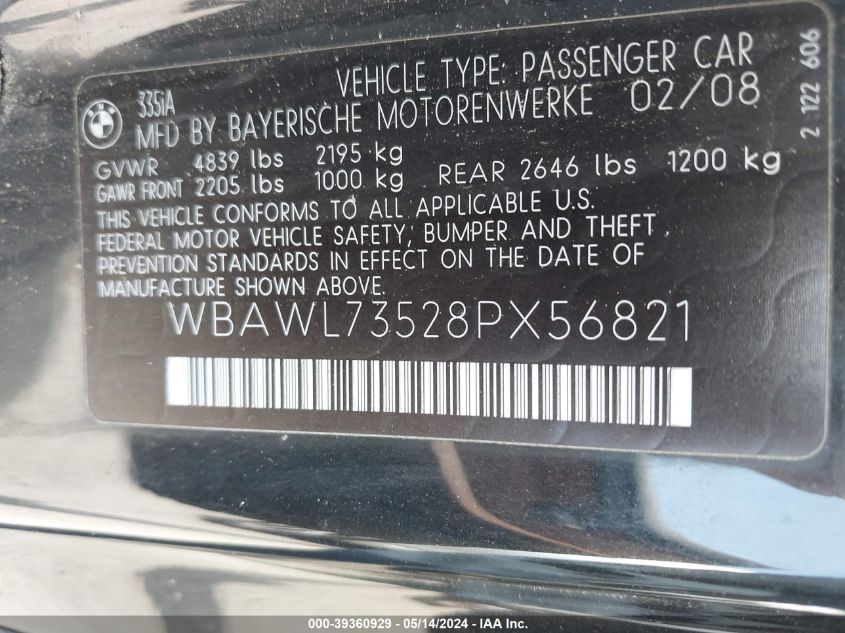 BMW
335iA
VEHICLE TYPE: PASSENGER CAR
MFD BY BAYERISCHE MOTORENWERKE 02/08
GVWR 4839 lbs 2195 kg
GAWR FRONT 2205 lbs 1000 kg REAR 2646 lbs 1200 kg
THIS VEHICLE CONFORMS TO ALL APPLICABLE U.S.
FEDERAL MOTOR VEHICLE SAFETY, BUMPER AND THEFT
PREVENTION STANDARDS IN EFFECT ON THE DATE OF
MANUFACTURE SHOWN ABOVE.
WBAWL73528PX56821
2 122 606
000-39360929 - 05/14/2024 - IAA Inc.